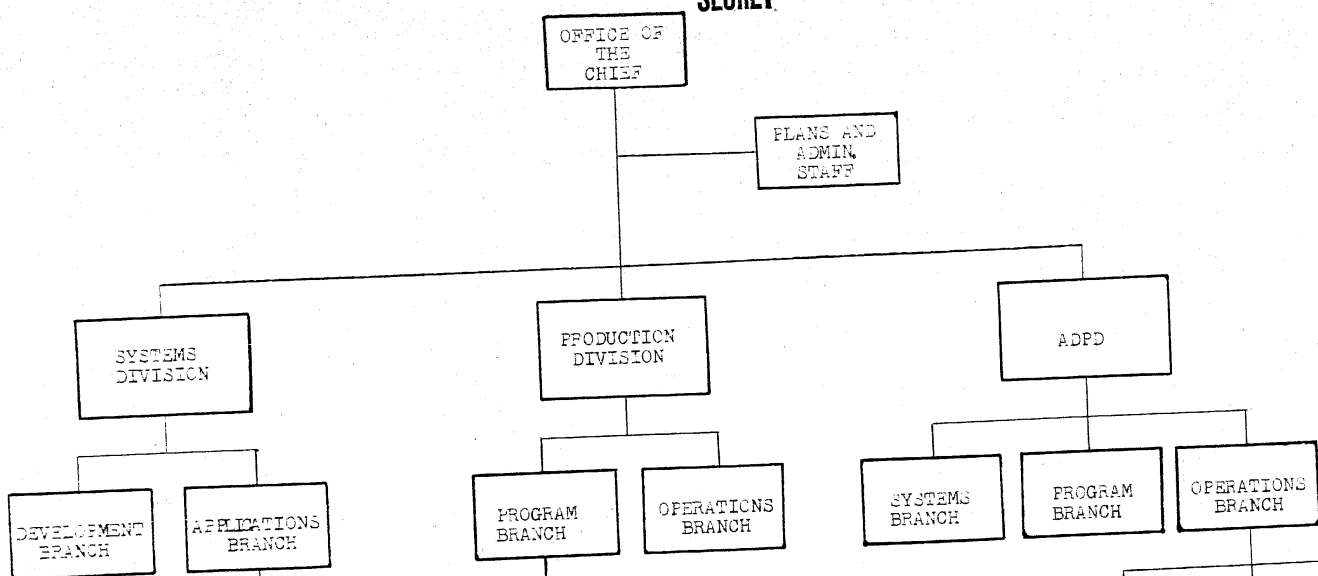 SECRET
OFFICE OF
THE
CHIEF
PLANS AND
ADMIN.
STAFF
SYSTEMS
DIVISION
PRODUCTION
DIVISION
ADPD
DEVELOPMENT
BRANCH
APPLICATIONS
BRANCH
PROGRAM
BRANCH
OPERATIONS
BRANCH
SYSTEMS
BRANCH
PROGRAM
BRANCH
OPERATIONS
BRANCH